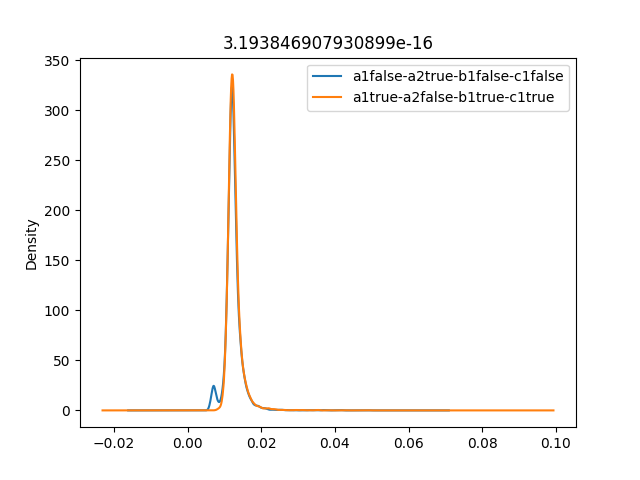 3.193846907930899e-16
350
300
250
200
150
100
50
0
Density
a1false-a2true-b1false-c1false
a1true-a2false-b1true-c1true
−0.02 0.00 0.02 0.04 0.06 0.08 0.10